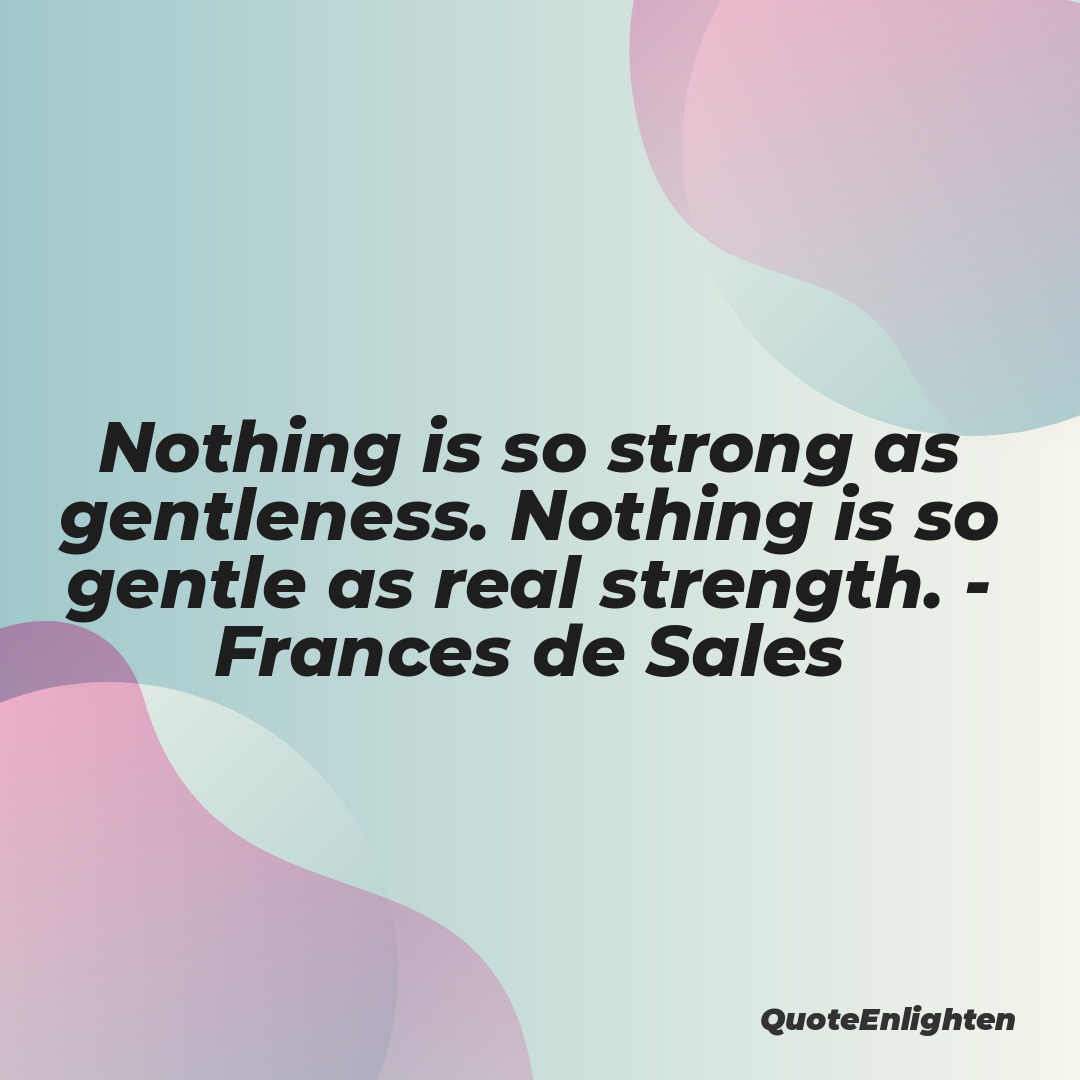 Nothing is so strong as
gentleness. Nothing is so
gentle as real strength. -
Frances de Sales
QuoteEnlighten